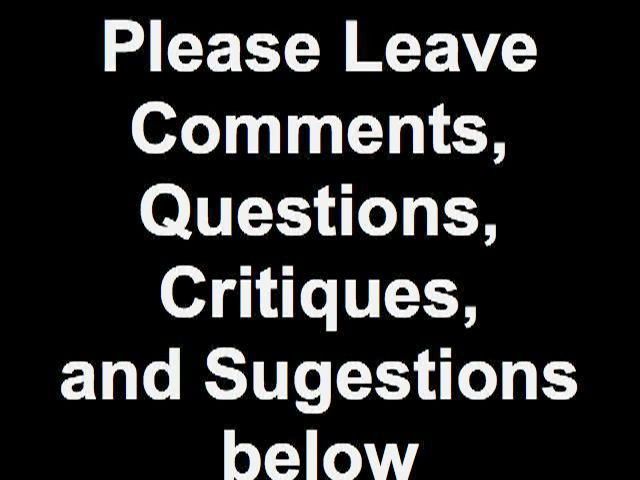 Please Leave
Comments,
Questions,
Critiques,
and Sugestions
below